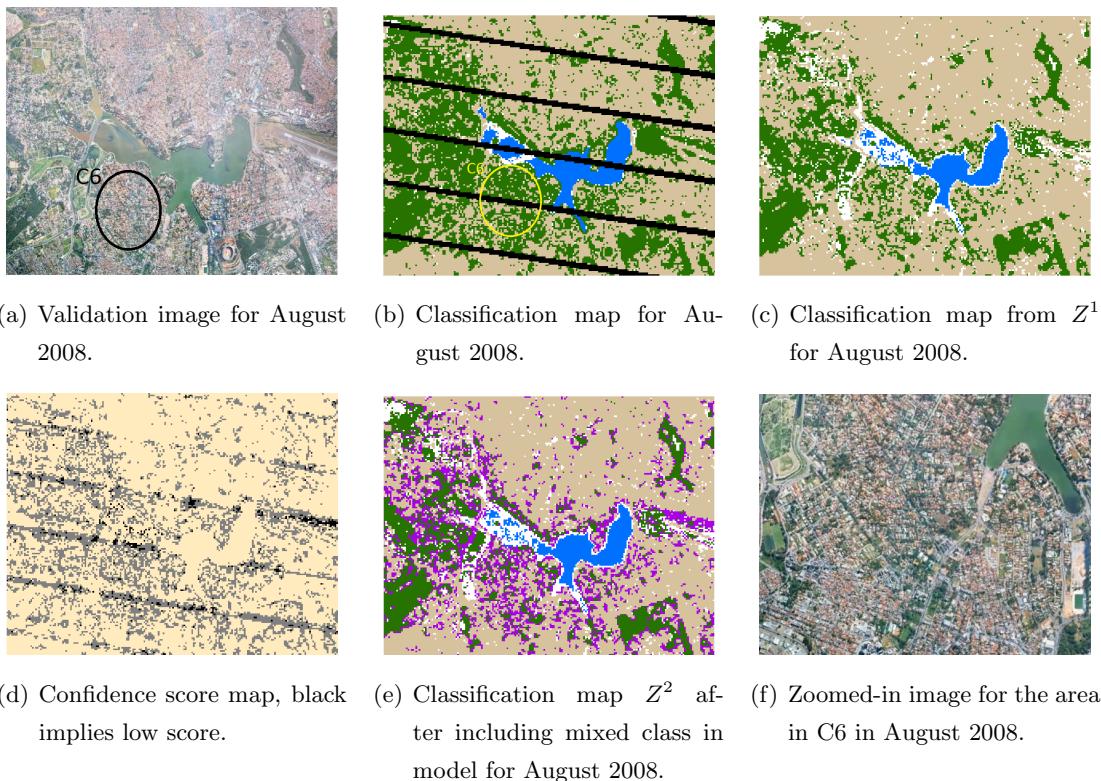 C6
C6
(a) Validation image for August
2008.
(b) Classification map for Au-
gust 2008.
(c) Classification map from Z¹
for August 2008.
(d) Confidence score map, black
implies low score.
(e) Classification map Z² af-
ter including mixed class in
model for August 2008.
(f) Zoomed-in image for the area
in C6 in August 2008.